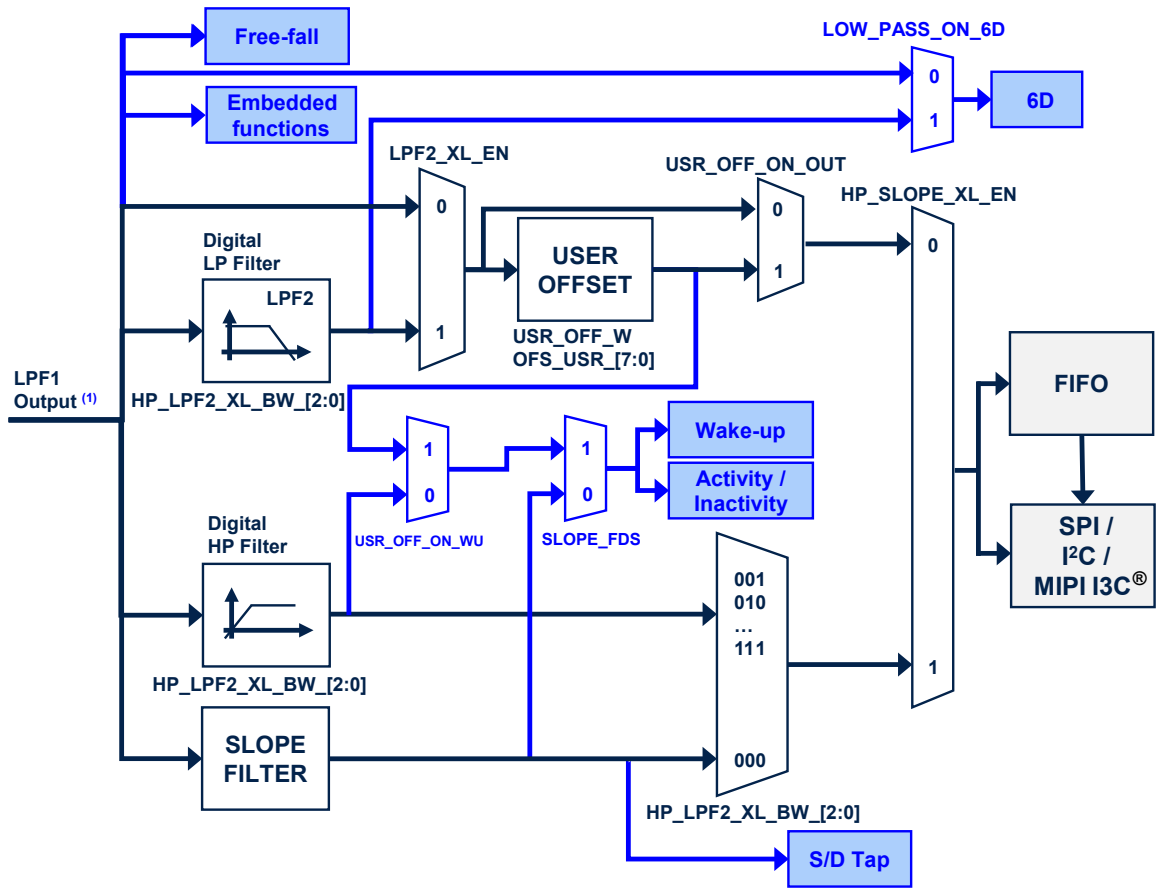 Free-fall
LOW_PASS_ON_6D
0
1
6D
Embedded
functions
LPF2_XL_EN
0
1
USR_OFF_ON_OUT
0
1
HP_SLOPE_XL_EN
0
1
Digital
LP Filter
LPF2
HP_LPF2_XL_BW_[2:0]
USER
OFFSET
USR_OFF_W
OFS_USR_[7:0]
LPF1
Output (1)
FIFO
1
0
USR_OFF_ON_WU
1
0
SLOPE_FDS
Wake-up
Activity /
Inactivity
SPI /
I²C /
MIPI I3C®
Digital
HP Filter
HP_LPF2_XL_BW_[2:0]
001
010
...
111
000
HP_LPF2_XL_BW_[2:0]
SLOPE
FILTER
S/D Tap